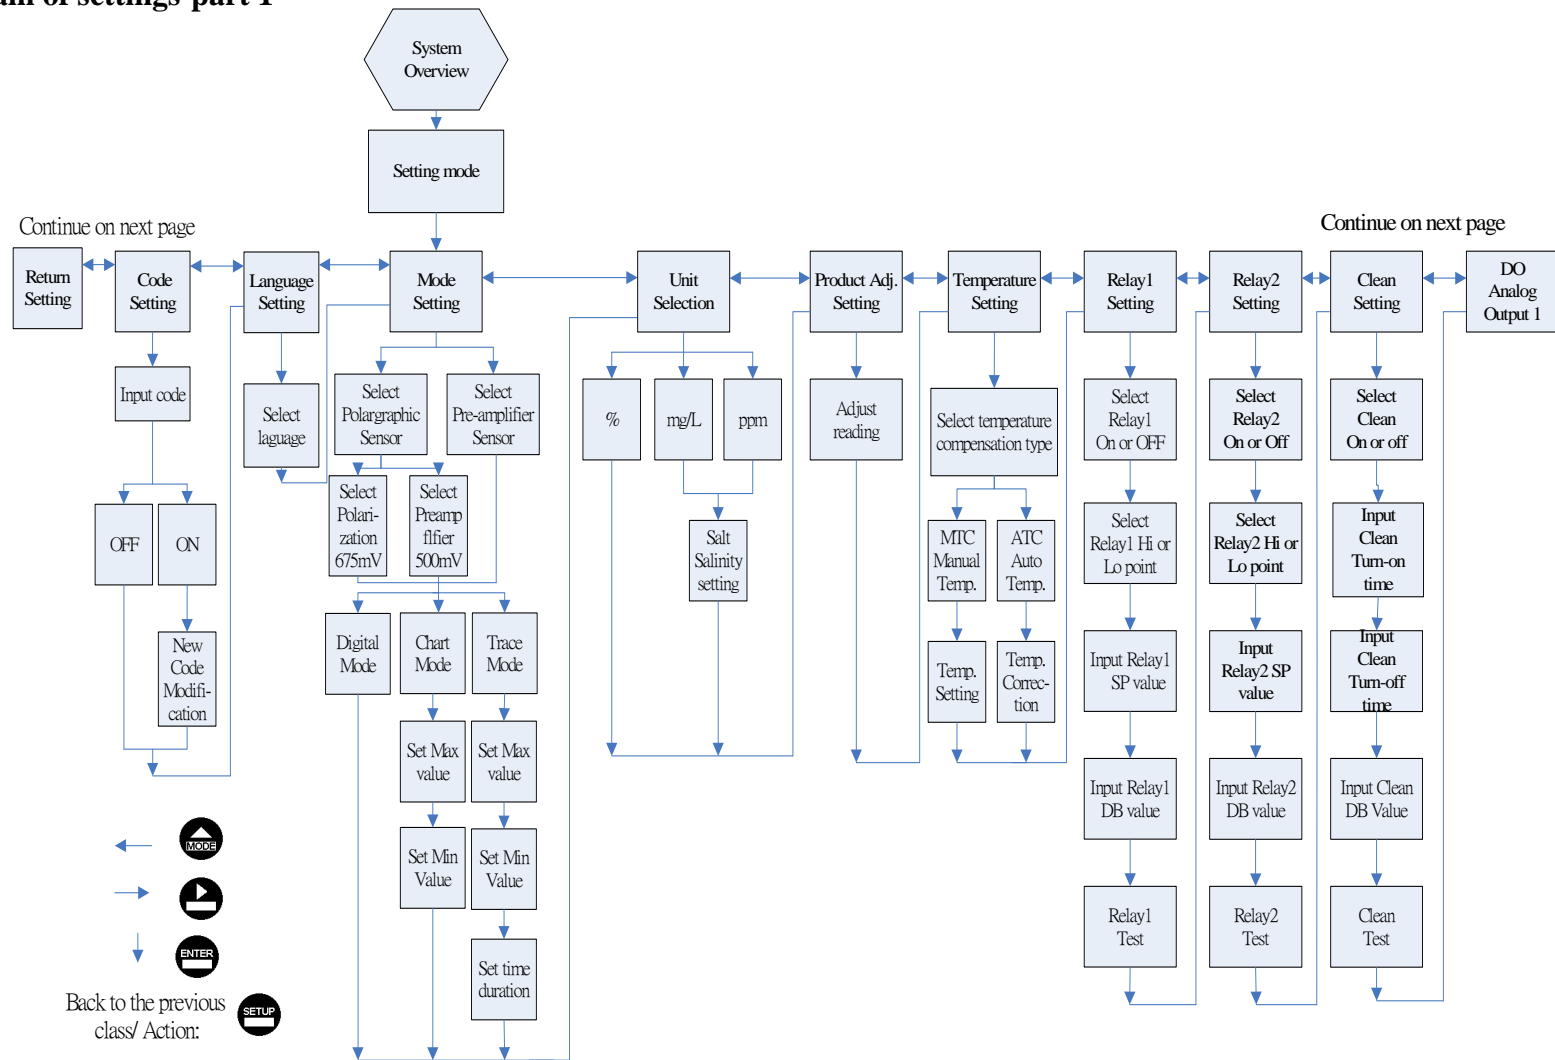 of settings-part 1
System
Overview
Setting mode
Continue on next page
Continue on next page
Return
Setting
Code
Setting
Language
Setting
Mode
Setting
Unit
Selection
Product Adj.
Setting
Temperature
Setting
Relay1
Setting
Relay2
Setting
Clean
Setting
DO
Analog
Output 1
Input code
OFF
ON
New
Code
Modifi-
cation
Select
laguage
Select
Polargraphic
Sensor
Select
Pre-amplifier
Sensor
Select
Polari-
zation
675mV
Select
Preamp
flfier
500mV
Digital
Mode
Chart
Mode
Trace
Mode
Set Max
value
Set Max
value
Set Min
Value
Set Min
Value
Set time
duration
%
mg/L
ppm
Salt
Salinity
setting
Adjust
reading
Select temperature
compensation type
MTC
Manual
Temp.
ATC
Auto
Temp.
Temp.
Setting
Temp.
Correc-
tion
Select
Relay1
On or OFF
Select
Relay1 Hi or
Lo point
Input Relay1
SP value
Input Relay1
DB value
Relay1
Test
Select
Relay2
On or Off
Select
Relay2 Hi or
Lo point
Input
Relay2 SP
value
Input Relay2
DB value
Relay2
Test
Select
Clean
On or off
Input
Clean
Turn-on
time
Input
Clean
Turn-off
time
Input Clean
DB Value
Clean
Test
MODE
ENTER
Back to the previous
class/ Action:
SETUP